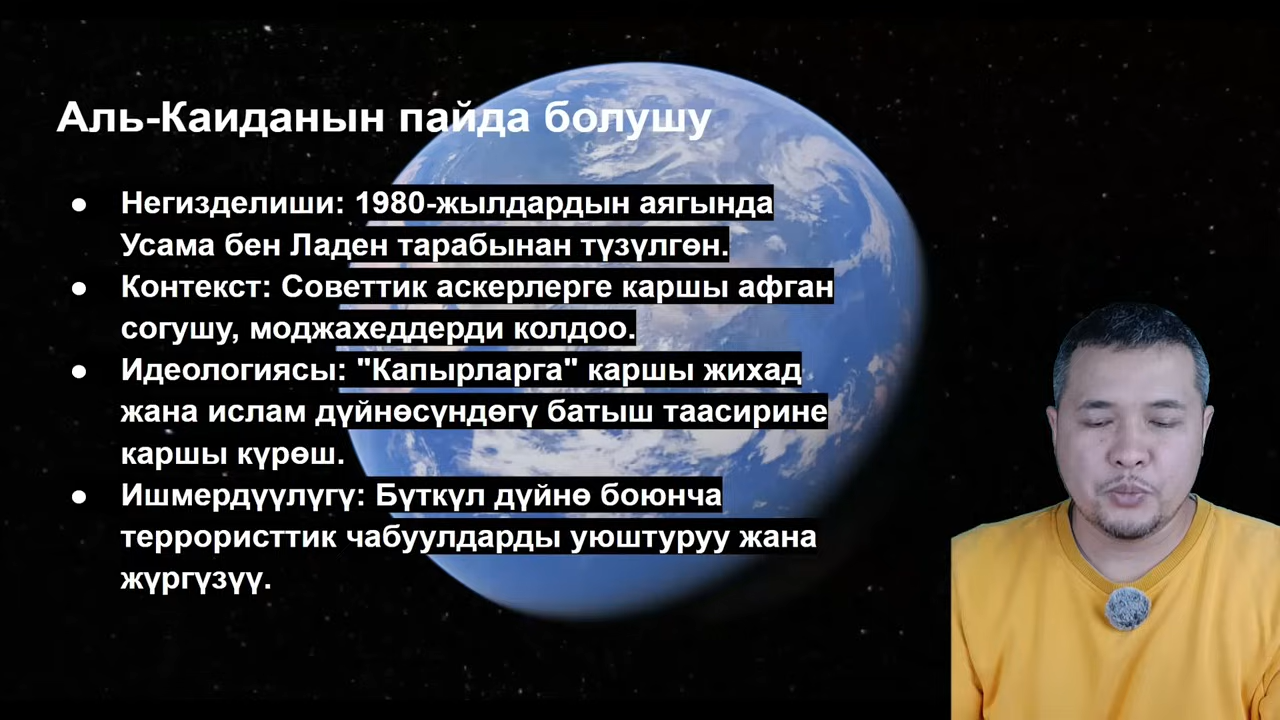 Аль-Каиданын пайда болушу
● Негизделиши: 1980-жылдардын аягында
Усама бен Ладен тарабынан түзүлгөн.
● Контекст: Советтик аскерлерге каршы афган
согушу, моджахеддерди колдоо.
● Идеологиясы: "Капырларга" каршы жихад
жана ислам дүйнөсүндөгү батыш таасирине
каршы күрөш.
● Ишмердүүлүгү: Бүткүл дүйнө боюнча
террористтик чабуулдарды уюштуруу жана
жүргүзүү.